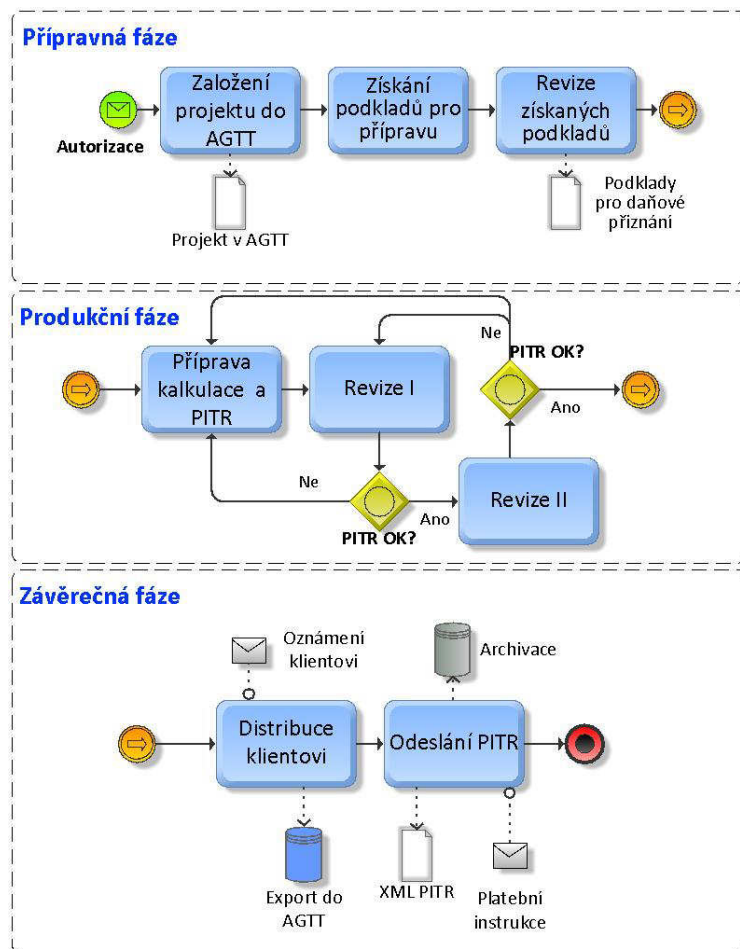 Přípravná fáze
Založení
projektu do
AGTT
Získání
podkladů pro
přípravu
Revize
získaných
podkladů
Autorizace
Projekt v AGTT
Podklady
pro daňové
přiznání
Produkční fáze
Ne
PITR OK?
Příprava
kalkulace a
PITR
Revize I
Ano
Ne
Ano
PITR OK?
Revize II
Závěrečná fáze
Oznámení
klientovi
Archivace
Distribuce
klientovi
Odeslání PITR
Export do
AGTT
XML PITR
Platební
instrukce